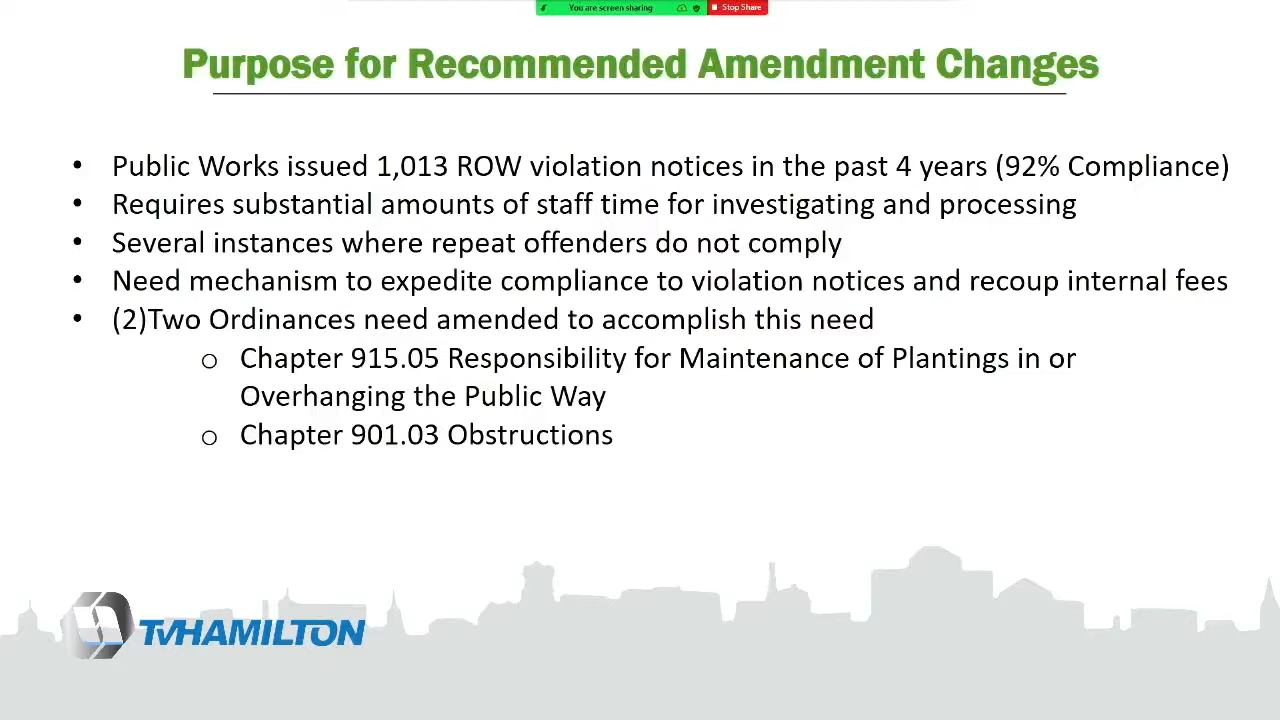 You are screen sharing
Stop Share
Purpose for Recommended Amendment Changes
• Public Works issued 1,013 ROW violation notices in the past 4 years (92% Compliance)
• Requires substantial amounts of staff time for investigating and processing
• Several instances where repeat offenders do not comply
• Need mechanism to expedite compliance to violation notices and recoup internal fees
• (2)Two Ordinances need amended to accomplish this need
o Chapter 915.05 Responsibility for Maintenance of Plantings in or
Overhanging the Public Way
o Chapter 901.03 Obstructions
TVHAMILTON